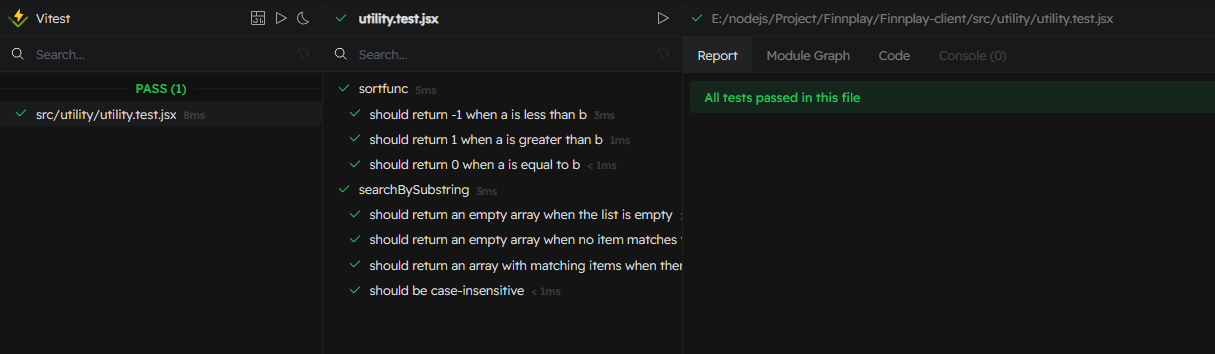 Vitest
Search...
PASS (1)
src/utility/utility.test.jsx 8ms
utility.test.jsx
Search...
sortfunc 5ms
should return -1 when a is less than b 3ms
should return 1 when a is greater than b 1ms
should return 0 when a is equal to b < 1ms
searchBySubstring 3ms
should return an empty array when the list is empty
should return an empty array when no item matches
should return an array with matching items when
should be case-insensitive < 1ms
E:/nodejs/Project/Finnplay/Finnplay-client/src/utility/utility.test.jsx
Report Module Graph Code Console (0)
All tests passed in this file